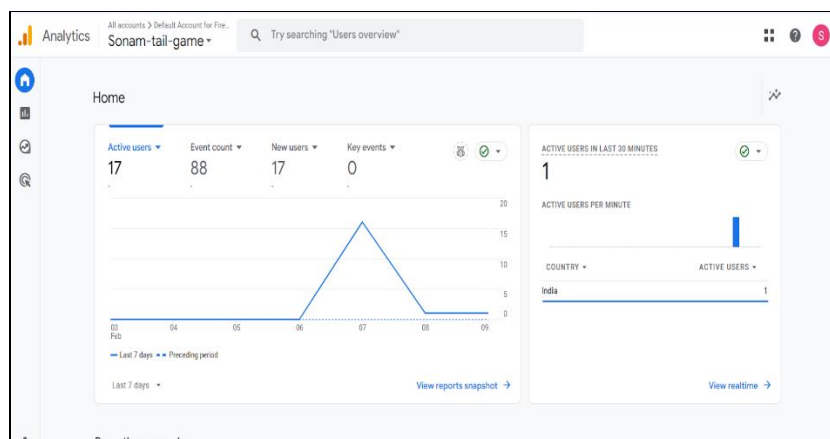 Analytics
All accounts > Default Account for Fire..
Sonam-tail-game
Try searching "Users overview"
S
Home
Active users
17
-
Event count
88
-
New users
17
-
Key events
0
-
20
15
10
5
0
03
Feb
04
05
06
07
08
09
Last 7 days
Preceding period
Last 7 days
View reports snapshot
ACTIVE USERS IN LAST 30 MINUTES
1
ACTIVE USERS PER MINUTE
COUNTRY
ACTIVE USERS
India
1
View realtime